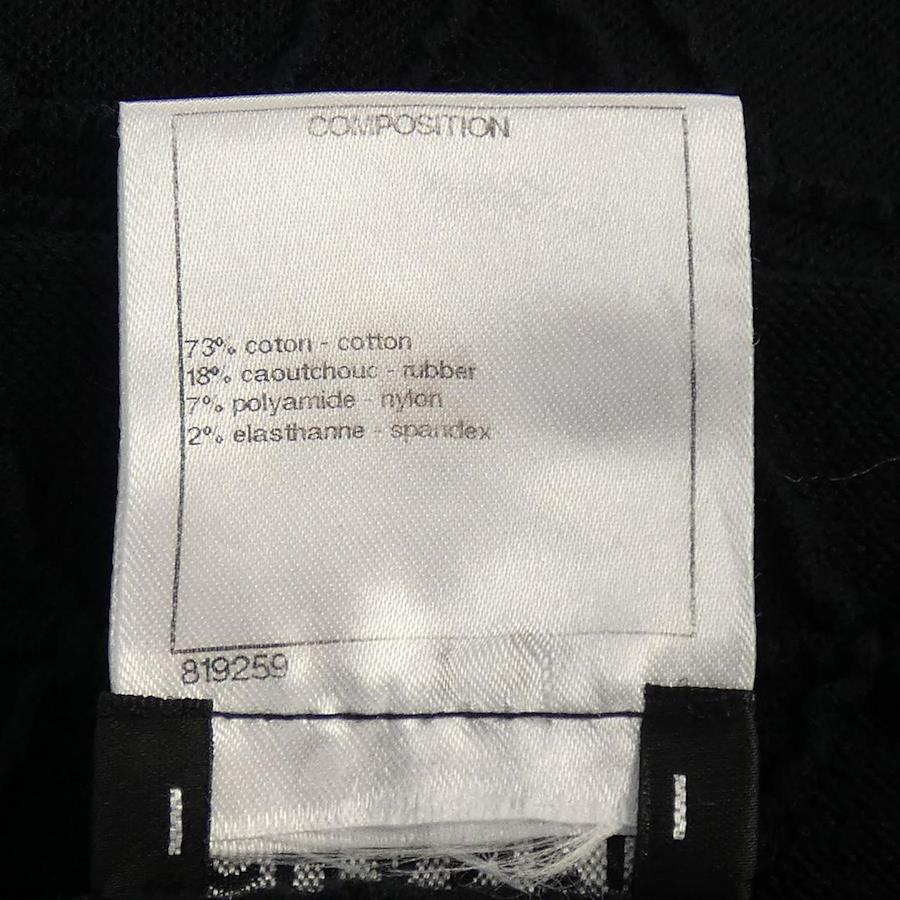 COMPOSITION
73% coton - cotton
18% caoutchouc - rubber
7% polyamide - nylon
2% elasthanne - spandex
819259